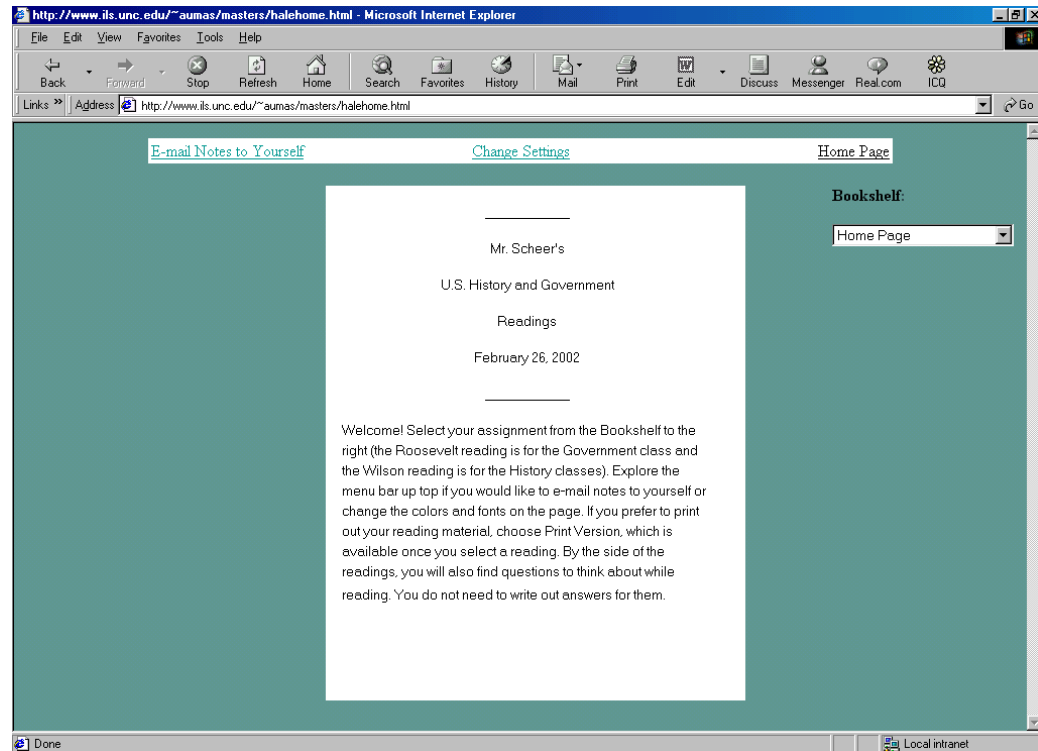 http://www.ils.unc.edu/~aumas/masters/halehome.html - Microsoft Internet Explorer
File Edit View Favorites Tools Help
Back Forward Stop Refresh Home Search Favorites History Mail Print Edit Discuss Messenger Real.com ICQ
Links » Address http://www.ils.unc.edu/~aumas/masters/halehome.html Go
E-mail Notes to Yourself Change Settings Home Page
Bookshelf:
Home Page
Mr. Scheer's
U.S. History and Government
Readings
February 26, 2002
Welcome! Select your assignment from the Bookshelf to the
right (the Roosevelt reading is for the Government class and
the Wilson reading is for the History classes). Explore the
menu bar up top if you would like to e-mail notes to yourself or
change the colors and fonts on the page. If you prefer to print
out your reading material, choose Print Version, which is
available once you select a reading. By the side of the
readings, you will also find questions to think about while
reading. You do not need to write out answers for them.
Done Local intranet